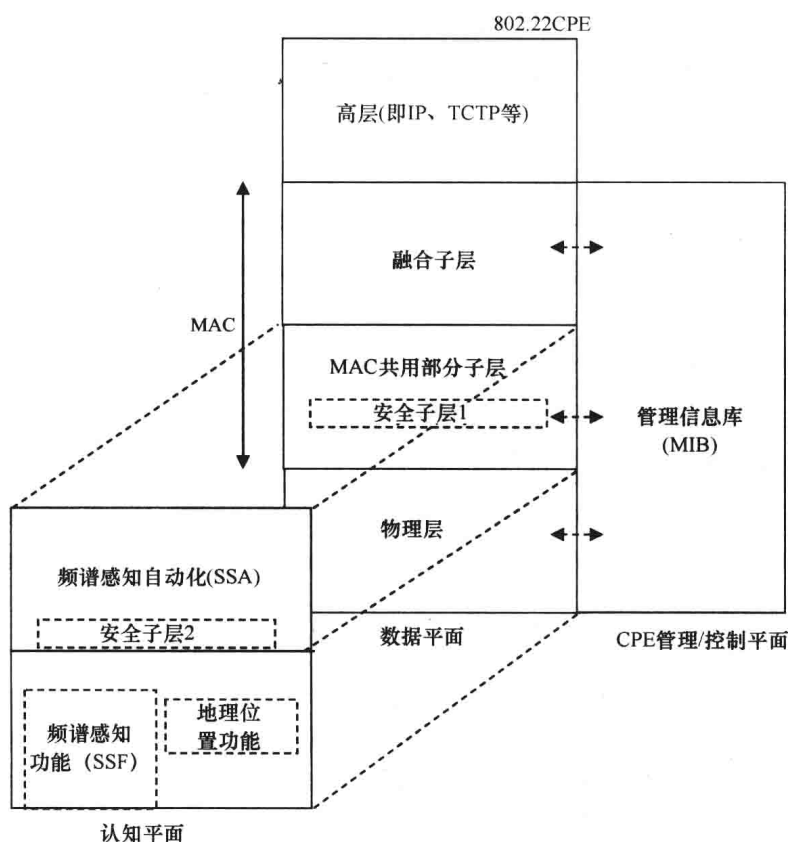 802.22CPE
高层(即IP、TCTP等)
融合子层
MAC
MAC共用部分子层
安全子层1
管理信息库
(MIB)
物理层
频谱感知自动化(SSA)
安全子层2
数据平面
CPE管理/控制平面
频谱感知
功能（SSF）
地理位
置功能
认知平面